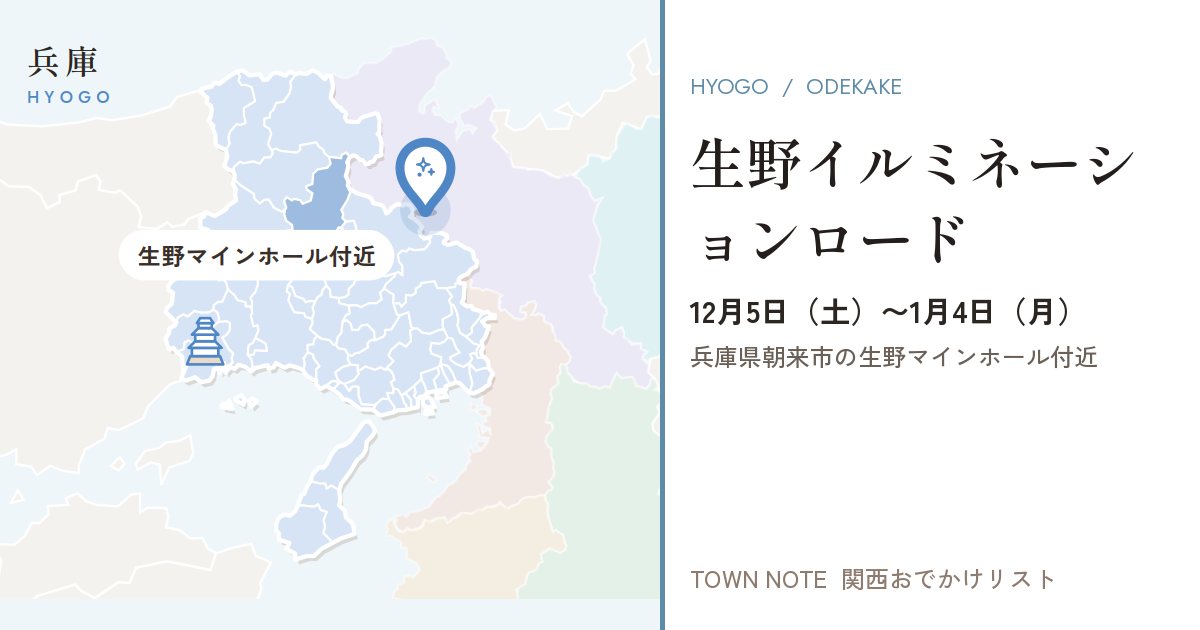 兵庫
HYOGO
生野マインホール付近
HYOGO / ODEKAKE
生野イルミネーシ
ョンロード
12月5日（土）〜1月4日（月）
兵庫県朝来市の生野マインホール付近
TOWN NOTE 関西おでかけリスト